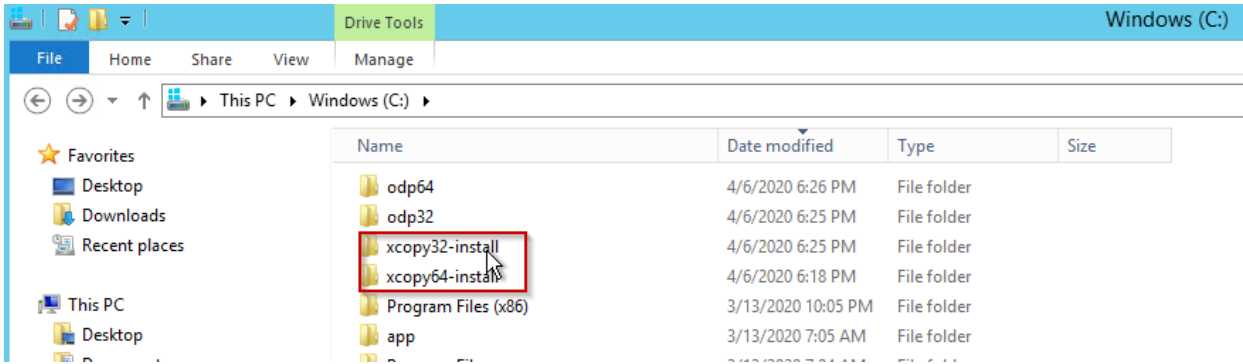 Drive Tools
Windows (C:)
File Home Share View Manage
This PC Windows (C:)
Name Date modified Type Size
Favorites
Desktop
Downloads
Recent places
This PC
Desktop
odp64 4/6/2020 6:26 PM File folder
odp32 4/6/2020 6:25 PM File folder
xcopy32-install 4/6/2020 6:25 PM File folder
xcopy64-install 4/6/2020 6:18 PM File folder
Program Files (x86) 3/13/2020 10:05 PM File folder
app 3/13/2020 7:05 AM File folder